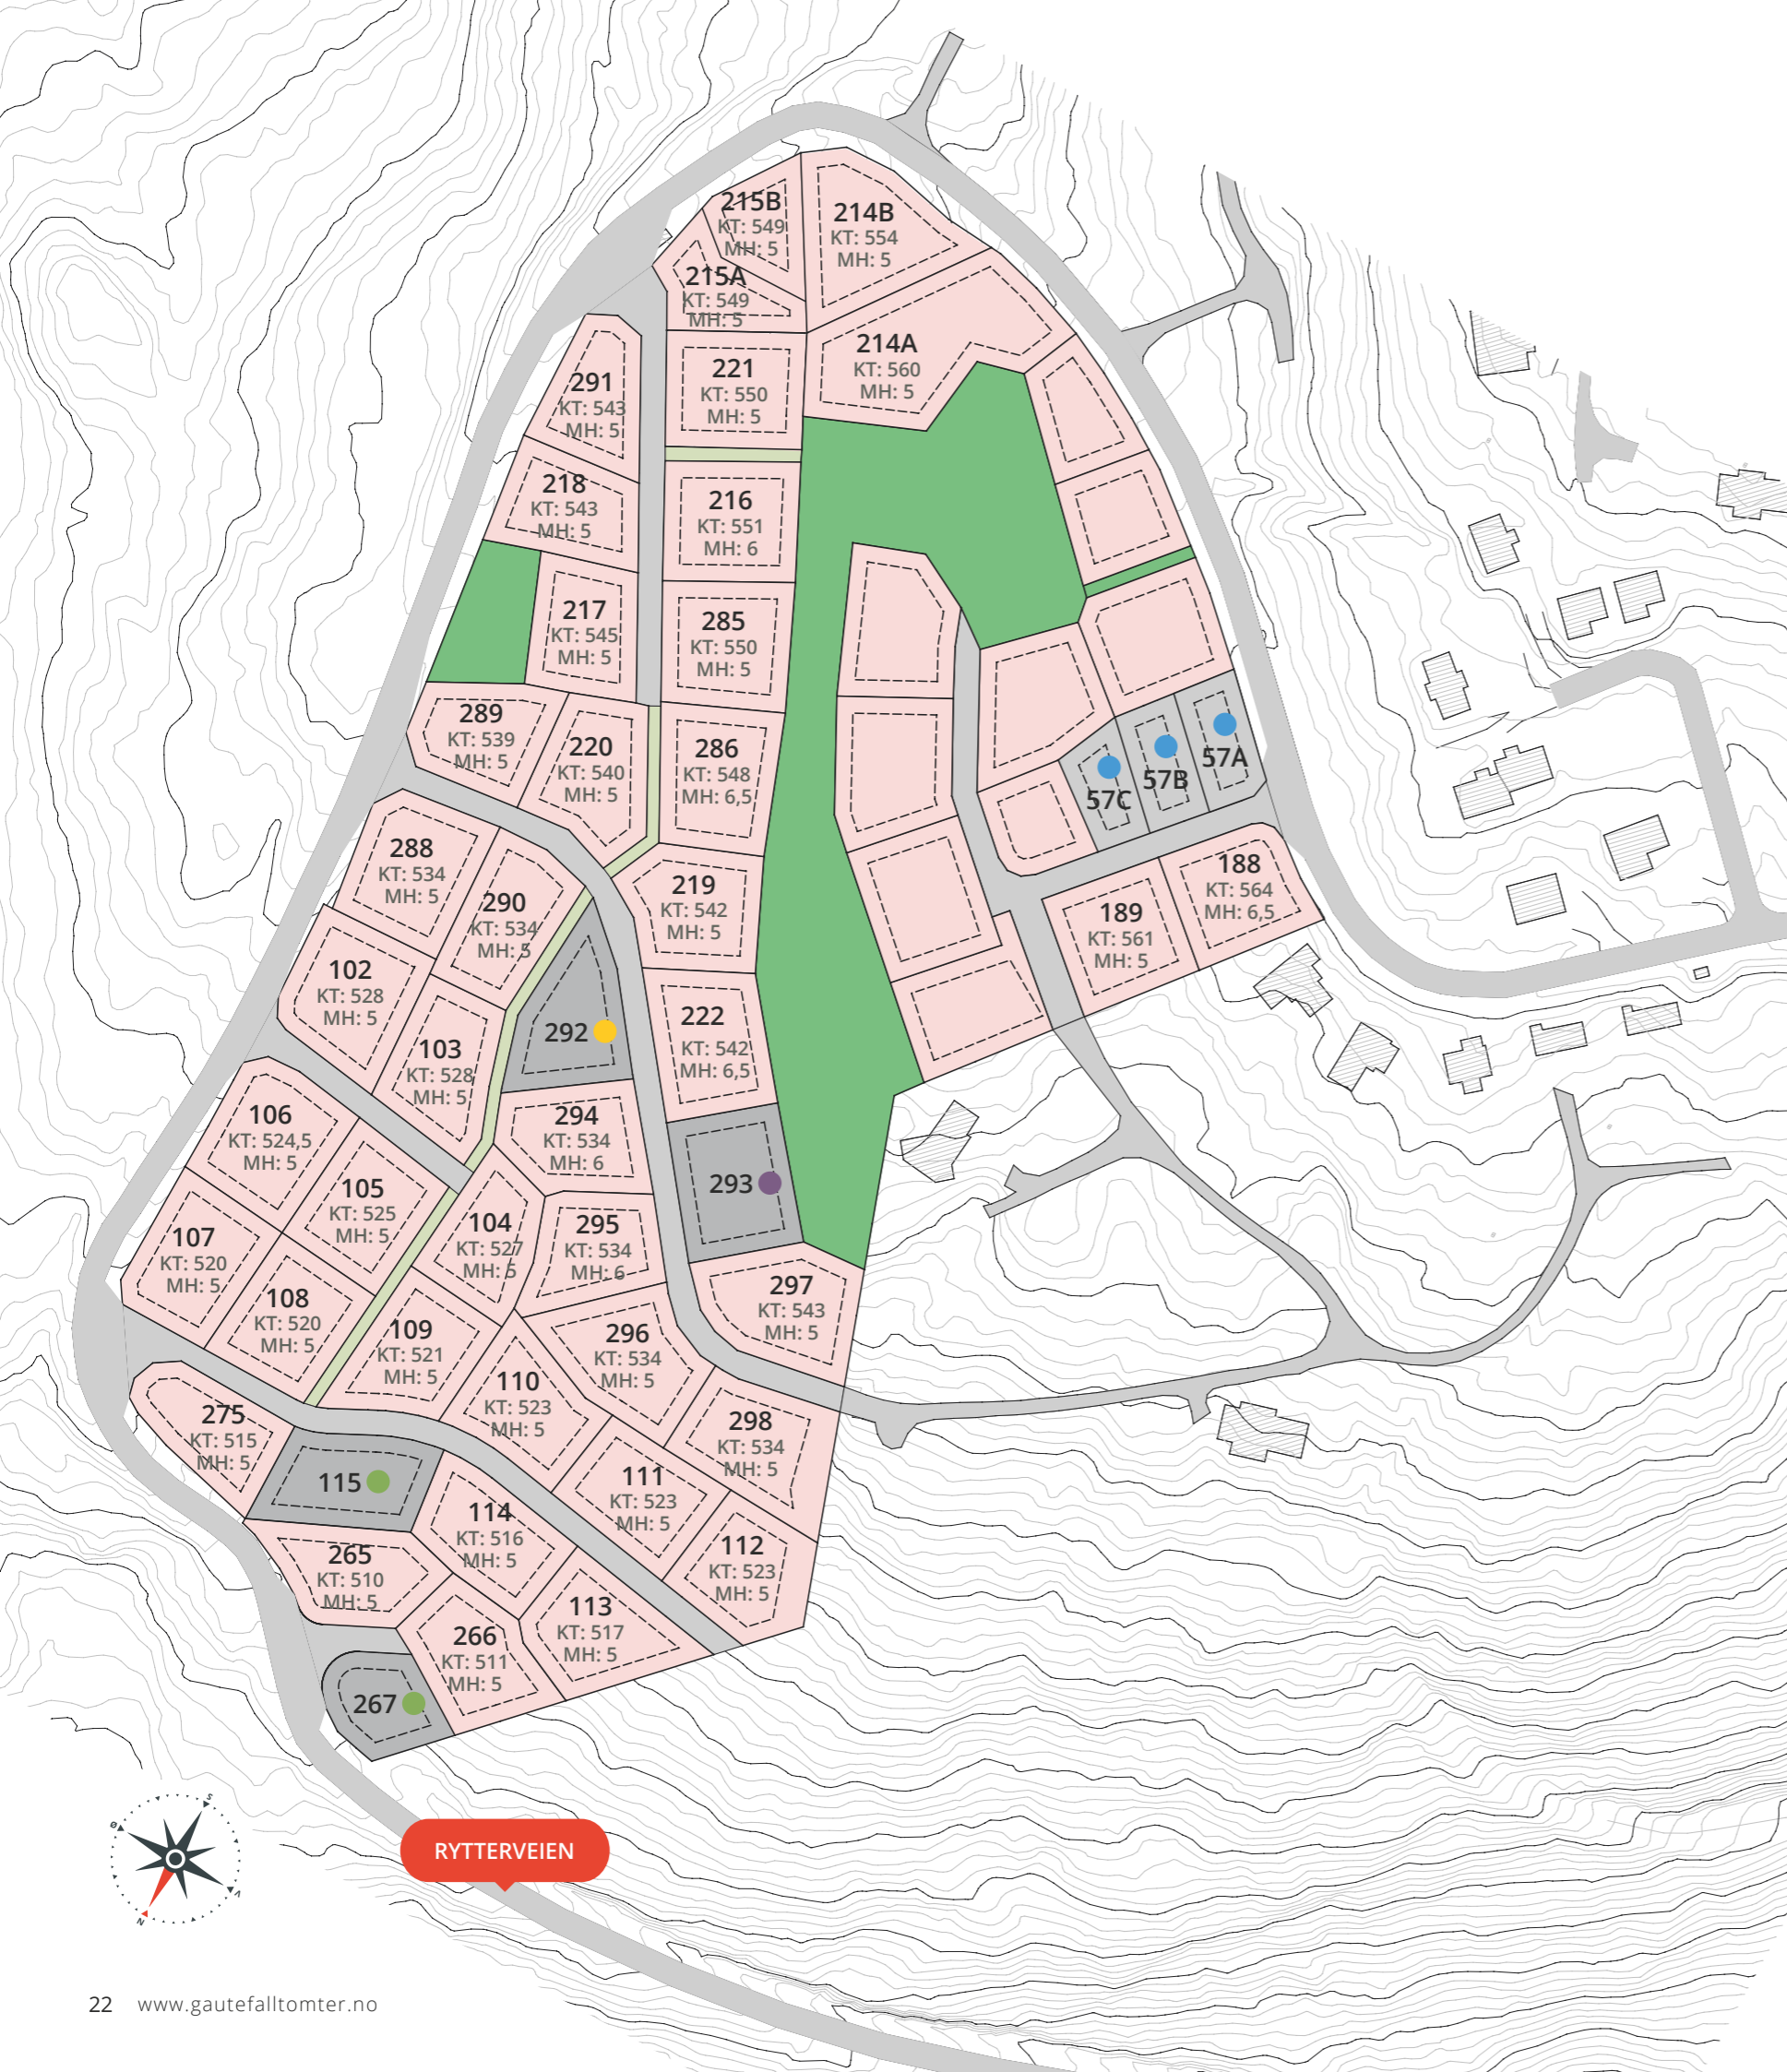 215B
KT: 549
MH: 5
214B
KT: 554
MH: 5
215A
KT: 549
MH: 5
214A
KT: 560
MH: 5
221
KT: 550
MH: 5
291
KT: 543
MH: 5
218
KT: 543
MH: 5
216
KT: 551
MH: 6
217
KT: 545
MH: 5
285
KT: 550
MH: 5
289
KT: 539
MH: 5
220
KT: 540
MH: 5
286
KT: 548
MH: 6,5
57A
57B
57C
288
KT: 534
MH: 5
290
KT: 534
MH: 5
219
KT: 542
MH: 5
188
KT: 564
MH: 6,5
189
KT: 561
MH: 5
102
KT: 528
MH: 5
103
KT: 528
MH: 5
292
222
KT: 542
MH: 6,5
106
KT: 524,5
MH: 5
294
KT: 534
MH: 6
105
KT: 525
MH: 5
293
107
KT: 520
MH: 5
104
KT: 527
MH: 5
295
KT: 534
MH: 6
108
KT: 520
MH: 5
297
KT: 543
MH: 5
109
KT: 521
MH: 5
296
KT: 534
MH: 5
110
KT: 523
MH: 5
275
KT: 515
MH: 5
298
KT: 534
MH: 5
115
111
KT: 523
MH: 5
114
KT: 516
MH: 5
265
KT: 510
MH: 5
112
KT: 523
MH: 5
113
KT: 517
MH: 5
266
KT: 511
MH: 5
267
S
Ø
V
N
RYTTERVEIEN
22 www.gautefalltomter.no